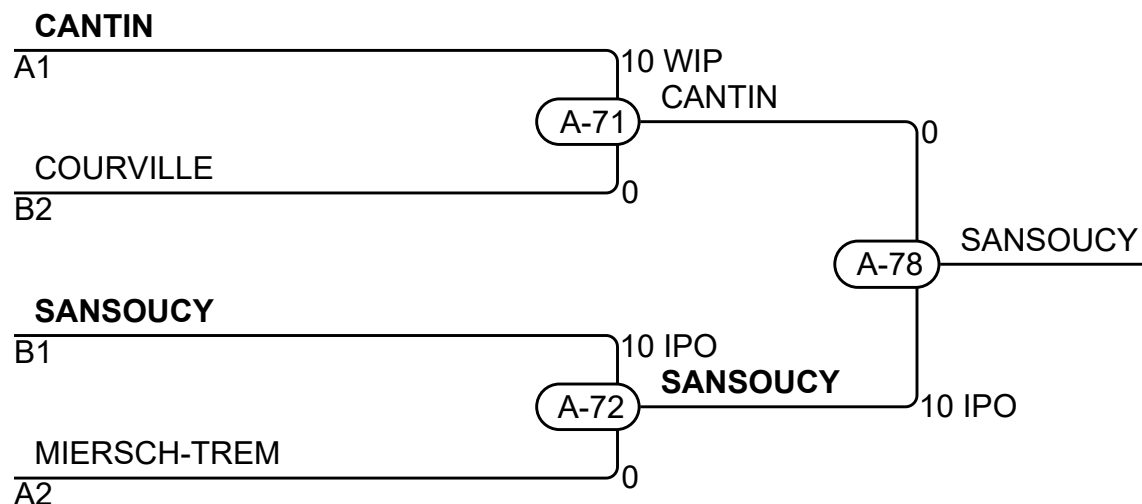 CANTIN
A1
10 WIP
CANTIN
A-71
0
COURVILLE
B2
0
SANSOUCY
A-78
SANSOUCY
B1
10 IPO
SANSOUCY
A-72
10 IPO
MIERSCH-TREM
A2
0